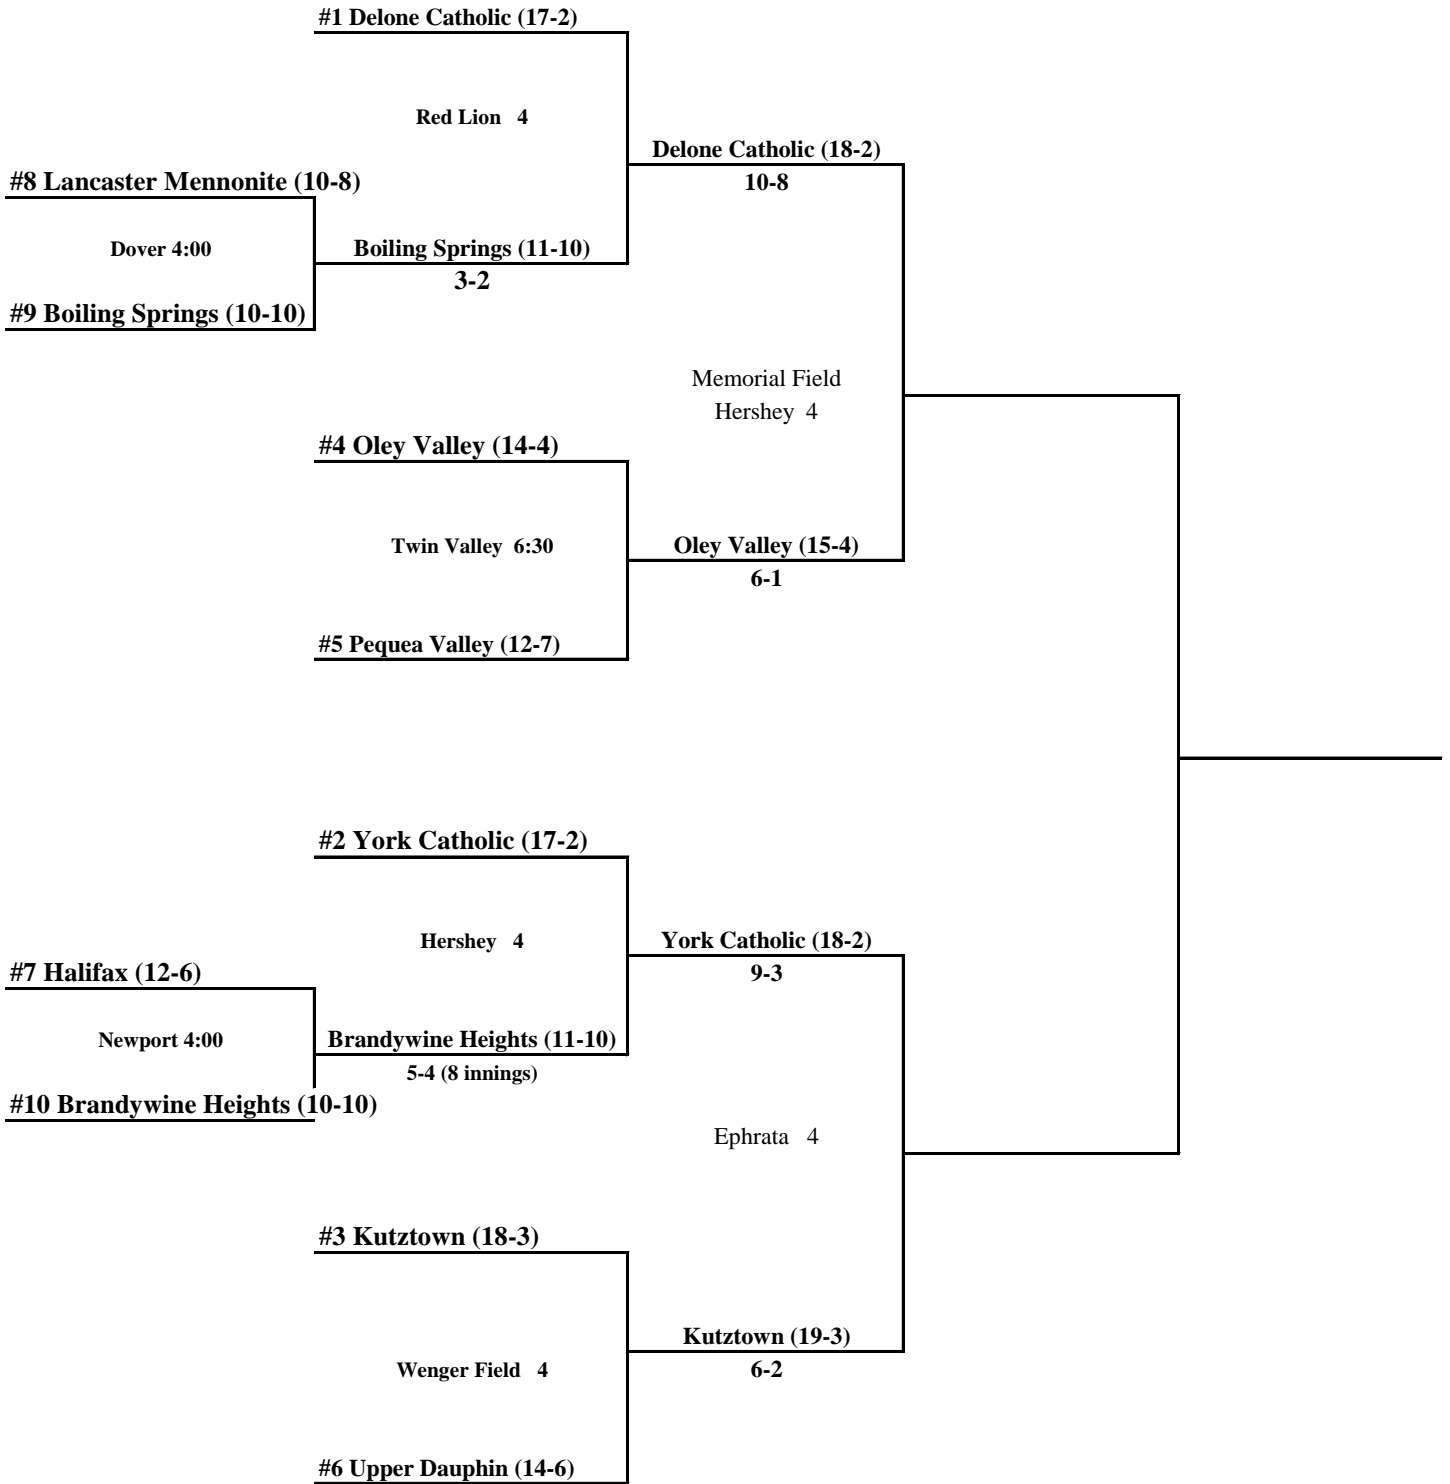 #1 Delone Catholic (17-2)
Red Lion 4
Delone Catholic (18-2)
10-8
#8 Lancaster Mennonite (10-8)
Dover 4:00
Boiling Springs (11-10)
3-2
#9 Boiling Springs (10-10)
Memorial Field
Hershey 4
#4 Oley Valley (14-4)
Twin Valley 6:30
Oley Valley (15-4)
6-1
#5 Pequea Valley (12-7)
#2 York Catholic (17-2)
Hershey 4
York Catholic (18-2)
9-3
#7 Halifax (12-6)
Newport 4:00
Brandywine Heights (11-10)
5-4 (8 innings)
#10 Brandywine Heights (10-10)
Ephrata 4
#3 Kutztown (18-3)
Kutztown (19-3)
6-2
Wenger Field 4
#6 Upper Dauphin (14-6)